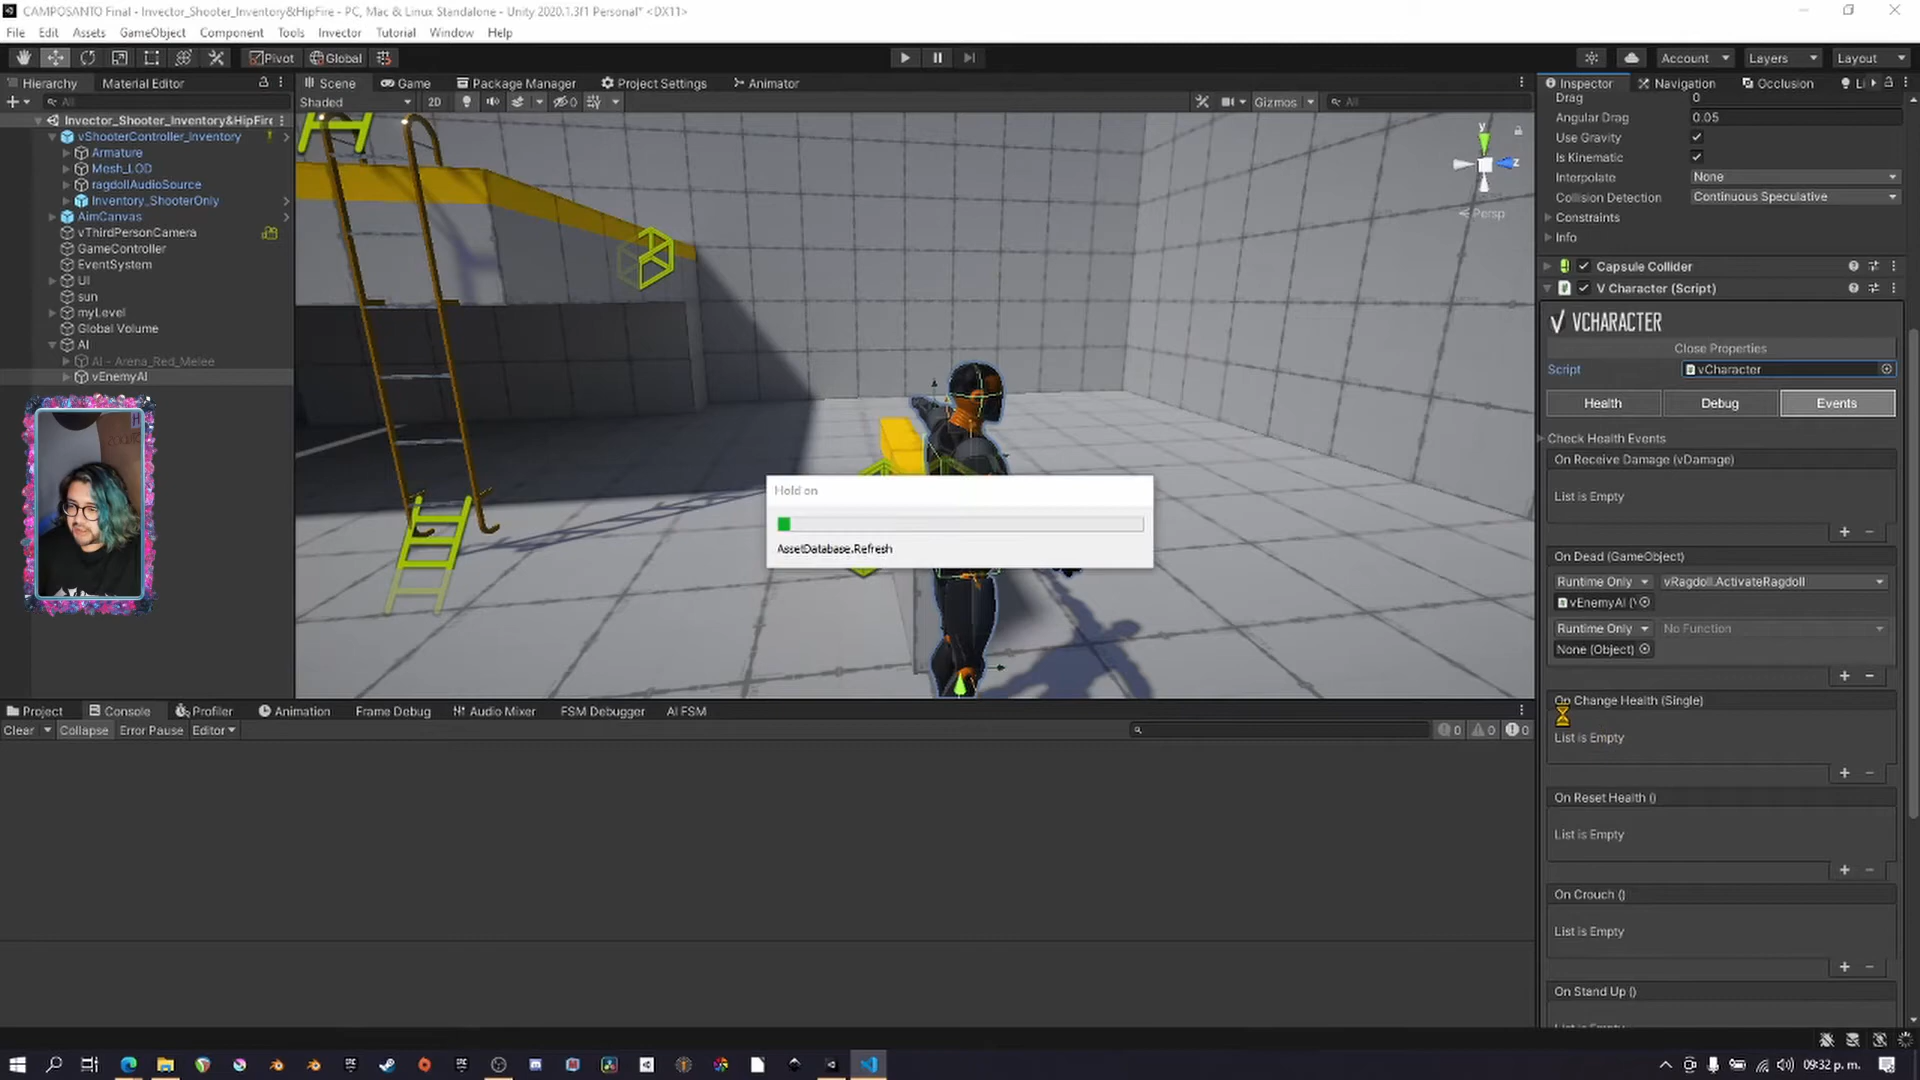 CAMPOSANTO Final - Invector_Shooter_Inventory&HipFire - PC, Mac & Linux Standalone - Unity 2020.1.3f1 Personal* <DX11>
File Edit Assets GameObject Component Tools Invector Tutorial Window Help
Pivot Global Account Layers Layout
Hierarchy Material Editor
All
Invector_Shooter_Inventory&HipFire
vShooterController_Inventory
Armature
Mesh_LOD
ragdollAudioSource
Inventory_ShooterOnly
AimCanvas
vThirdPersonCamera
GameController
EventSystem
UI
sun
myLevel
Global Volume
AI
AI - Arena_Red_Melee
vEnemyAI
Scene Game Package Manager Project Settings Animator
Shaded 2D 0 Gizmos All
y
z
Persp
Hold on
AssetDatabase.Refresh
Inspector Navigation Occlusion Li
Drag 0
Angular Drag 0.05
Use Gravity
Is Kinematic
Interpolate None
Collision Detection Continuous Speculative
Constraints
Info
Capsule Collider
V Character (Script)
VCHARACTER
Close Properties
Script vCharacter
Health Debug Events
Check Health Events
On Receive Damage (vDamage)
List is Empty
On Dead (GameObject)
Runtime Only vRagdoll.ActivateRagdoll
vEnemyAI (
Runtime Only No Function
None (Object)
On Change Health (Single)
List is Empty
On Reset Health ()
List is Empty
On Crouch ()
List is Empty
On Stand Up ()
Project Console Profiler Animation Frame Debug Audio Mixer FSM Debugger AI FSM
Clear Collapse Error Pause Editor 0 0 0
09:32 p. m.